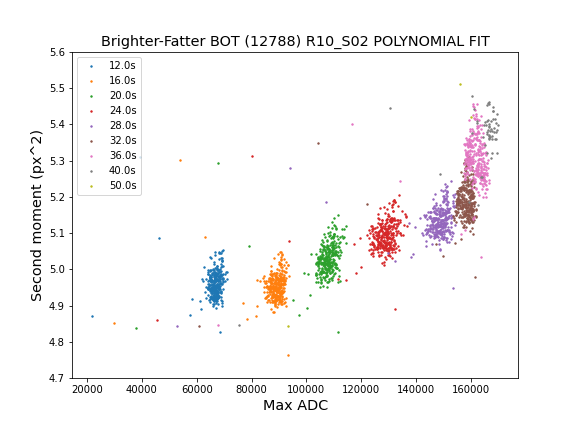 Brighter-Fatter BOT (12788) R10_S02 POLYNOMIAL FIT
5.6
5.5
5.4
5.3
5.2
5.1
5.0
4.9
4.8
4.7
Second moment (px^2)
12.0s
16.0s
20.0s
24.0s
28.0s
32.0s
36.0s
40.0s
50.0s
20000 40000 60000 80000 100000 120000 140000 160000
Max ADC